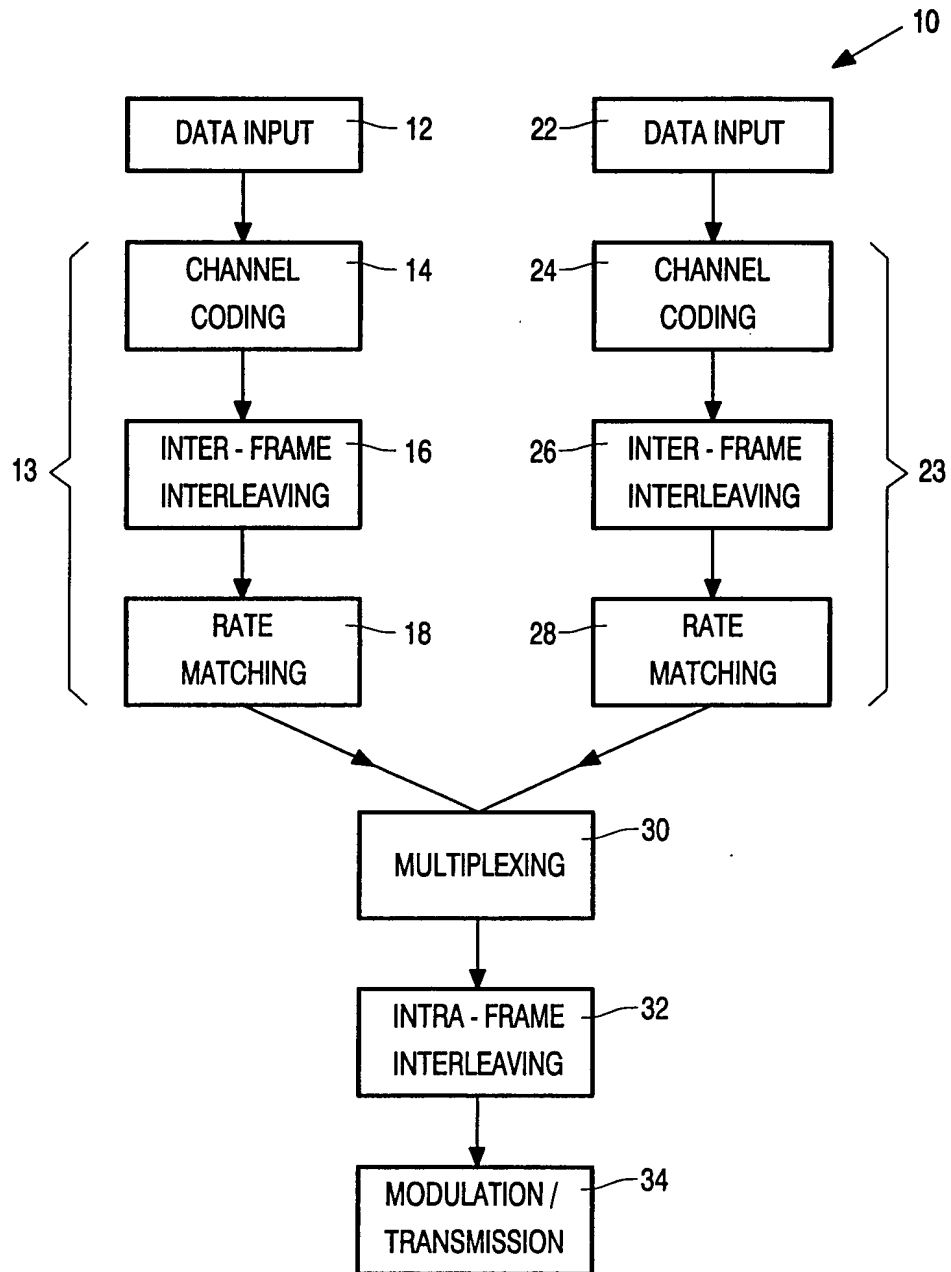 10
DATA INPUT
12
22
DATA INPUT
CHANNEL
CODING
14
24
CHANNEL
CODING
13
INTER - FRAME
INTERLEAVING
16
26
INTER - FRAME
INTERLEAVING
23
RATE
MATCHING
18
28
RATE
MATCHING
MULTIPLEXING
30
INTRA - FRAME
INTERLEAVING
32
MODULATION /
TRANSMISSION
34